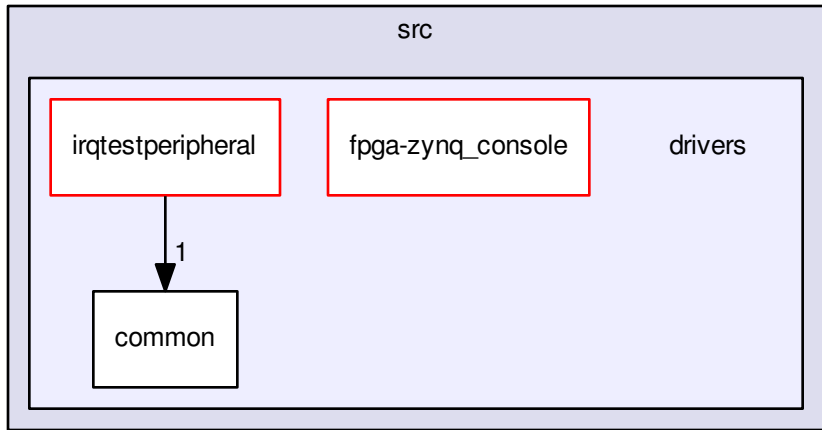 src
irqtestperipheral
fpga-zynq_console
drivers
1
common